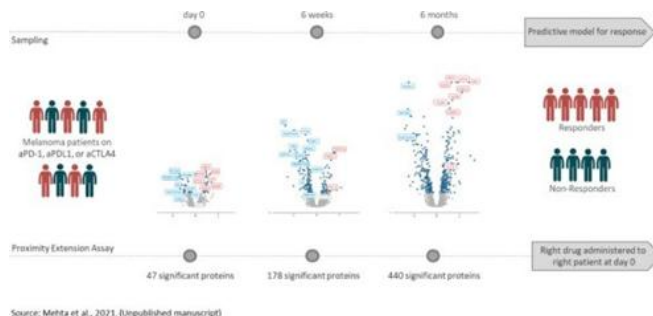 day 0
6 weeks
6 months
Sampling
Predictive model for response
Melanoma patients on
aPD-1, aPDL1, or aCTLA4
Responders
Non-Responders
Proximity Extension Assay
47 significant proteins
178 significant proteins
440 significant proteins
Right drug administered to
right patient at day 0
Source: Mehta et al., 2021 (Unpublished manuscript)